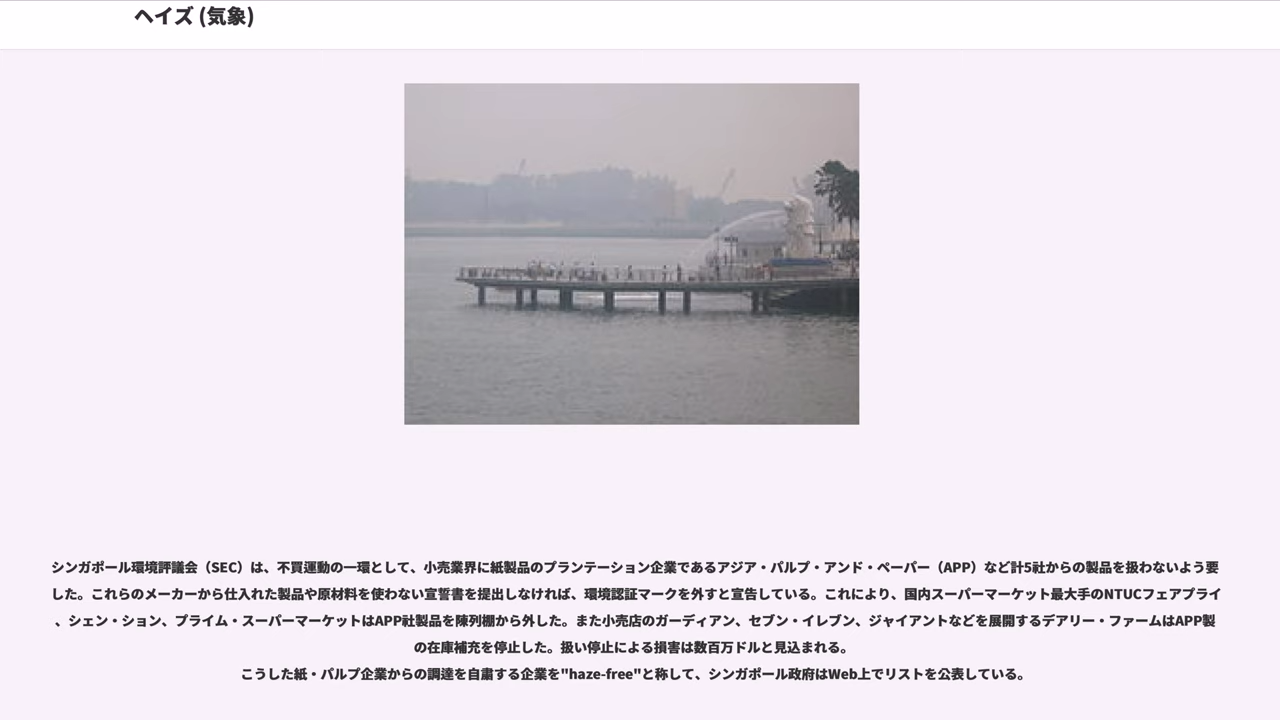 ヘイズ (気象)
シンガポール環境評議会（SEC）は、不買運動の一環として、小売業界に紙製品のプランテーション企業であるアジア・パルプ・アンド・ペーパー（APP）など計5社からの製品を扱わないよう要
した。これらのメーカーから仕入れた製品や原材料を使わない宣誓書を提出しなければ、環境認証マークを外すと宣告している。これにより、国内スーパーマーケット最大手のNTUCフェアプライ
、シェン・ション、プライム・スーパーマーケットはAPP社製品を陳列棚から外した。また小売店のガーディアン、セブン・イレブン、ジャイアントなどを展開するデアリー・ファームはAPP製
の在庫補充を停止した。扱い停止による損害は数百万ドルと見込まれる。
こうした紙・パルプ企業からの調達を自粛する企業を"haze-free"と称して、シンガポール政府はWeb上でリストを公表している。